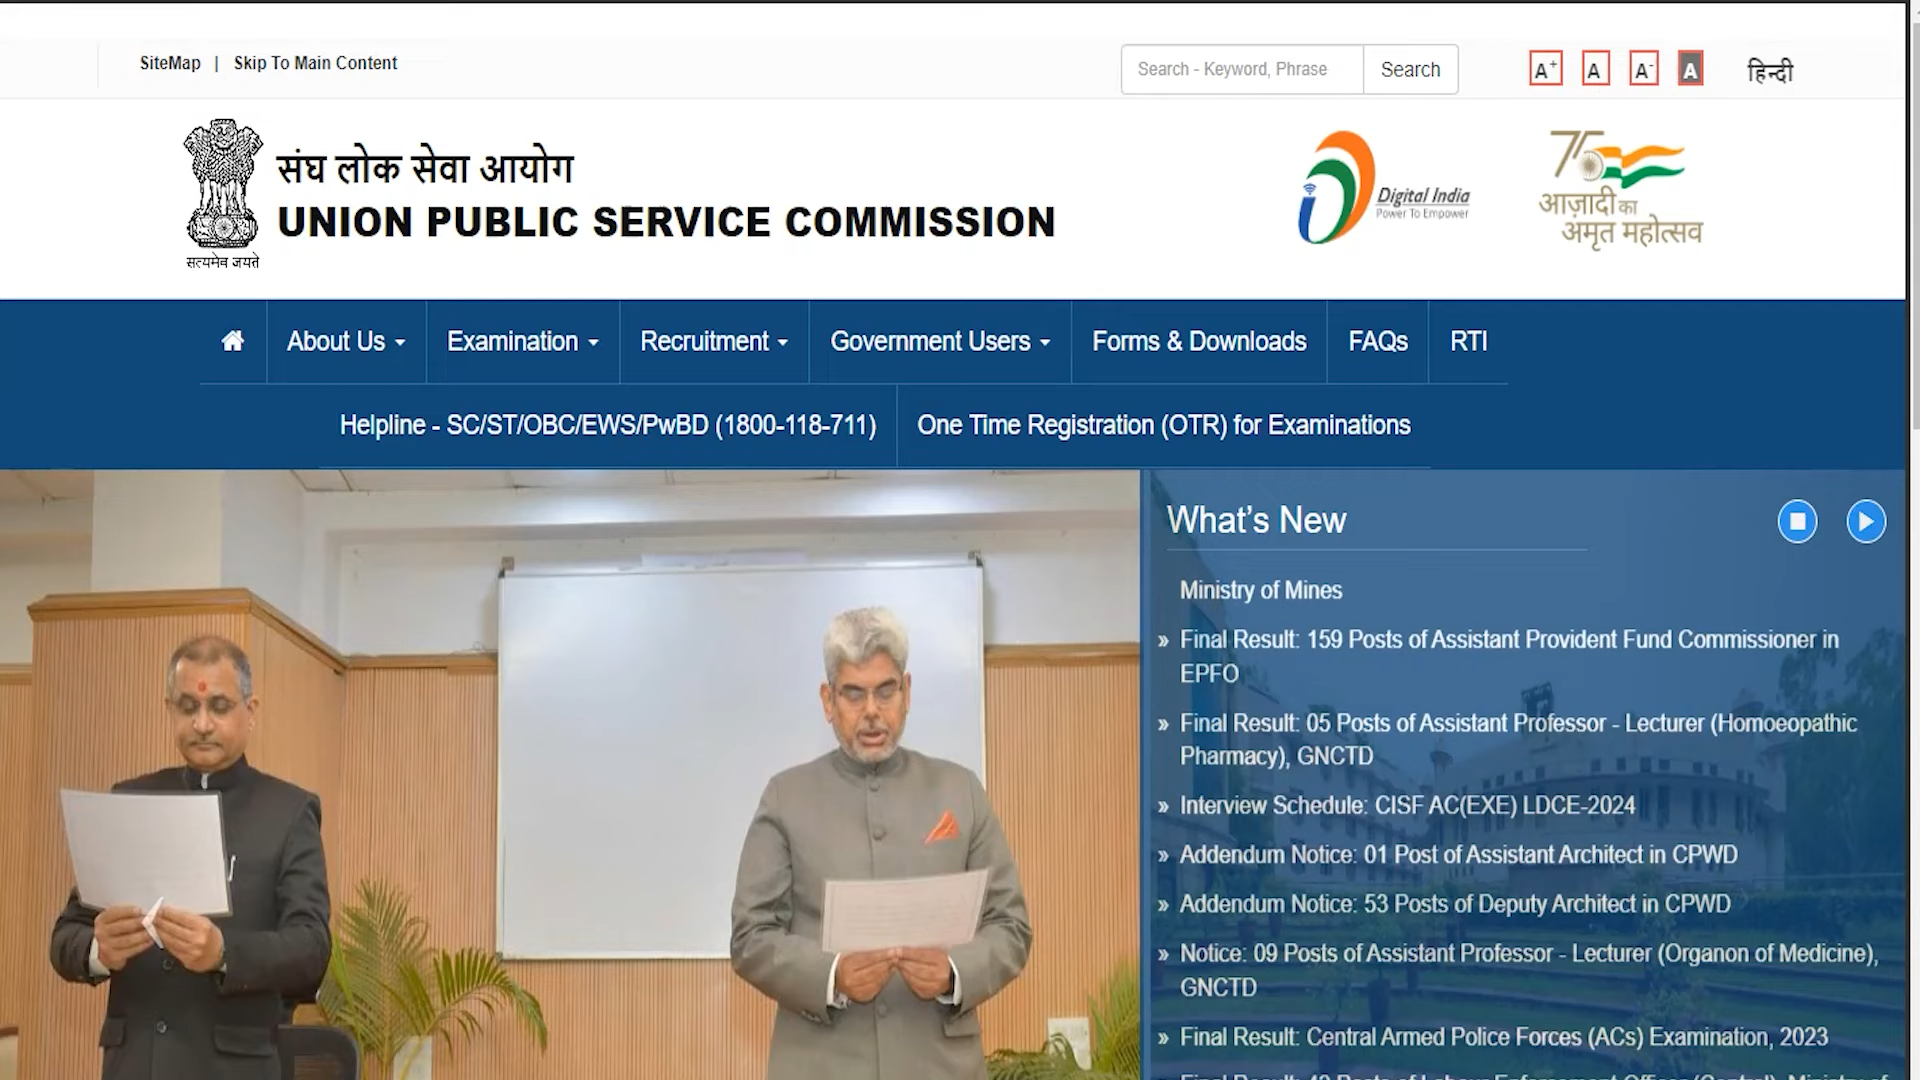 SiteMap | Skip To Main Content
Search - Keyword, Phrase Search
A+ A A- A हिन्दी
संघ लोक सेवा आयोग
UNION PUBLIC SERVICE COMMISSION
सत्यमेव जयते
Digital India
Power To Empower
75
आज़ादी का
अमृत महोत्सव
About Us Examination Recruitment Government Users Forms & Downloads FAQs RTI
Helpline - SC/ST/OBC/EWS/PwBD (1800-118-711) One Time Registration (OTR) for Examinations
What’s New
Ministry of Mines
» Final Result: 159 Posts of Assistant Provident Fund Commissioner in
EPFO
» Final Result: 05 Posts of Assistant Professor - Lecturer (Homoeopathic
Pharmacy), GNCTD
» Interview Schedule: CISF AC(EXE) LDCE-2024
» Addendum Notice: 01 Post of Assistant Architect in CPWD
» Addendum Notice: 53 Posts of Deputy Architect in CPWD
» Notice: 09 Posts of Assistant Professor - Lecturer (Organon of Medicine),
GNCTD
» Final Result: Central Armed Police Forces (ACs) Examination, 2023